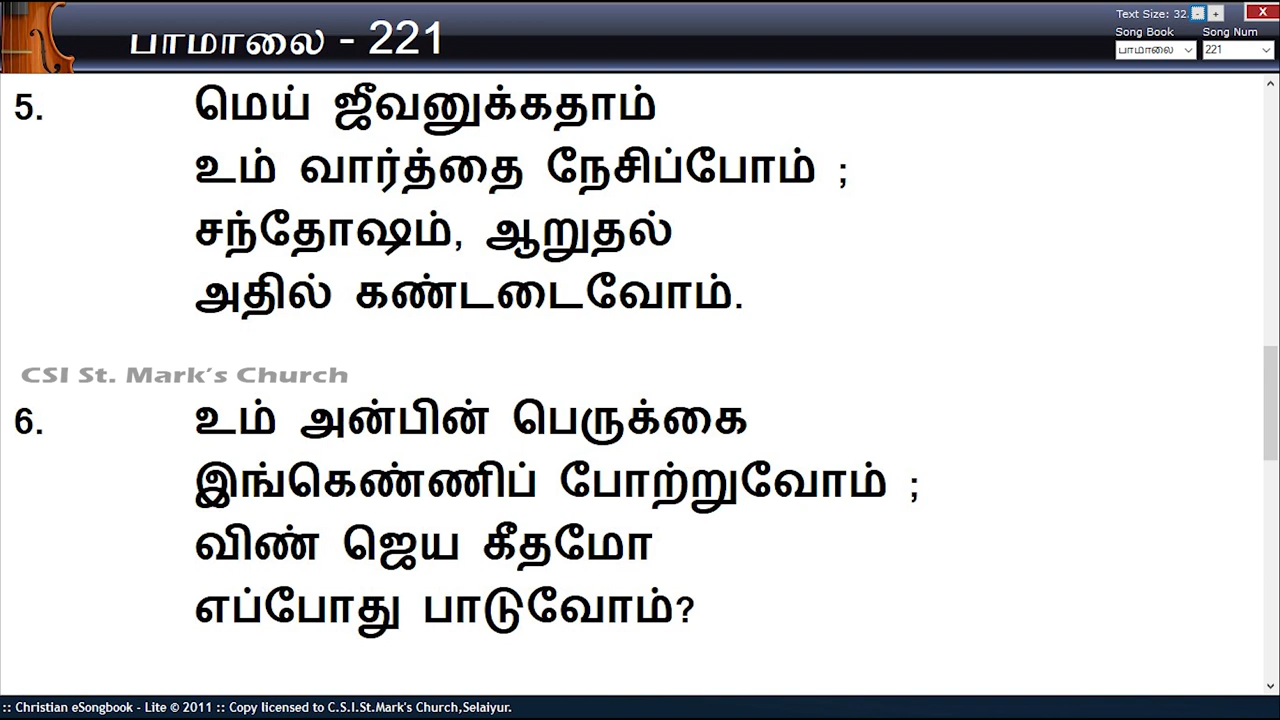 பாமாலை - 221
Text Size: 32 - + X
Song Book Song Num
பாமாலை 221
5. மெய் ஜீவனுக்கதாம்
உம் வார்த்தை நேசிப்போம் ;
சந்தோஷம், ஆறுதல்
அதில் கண்டடைவோம்.
CSI St. Mark's Church
6. உம் அன்பின் பெருக்கை
இங்கெண்ணிப் போற்றுவோம் ;
விண் ஜெய கீதமோ
எப்போது பாடுவோம்?
:: Christian eSongbook - Lite © 2011 :: Copy licensed to C.S.I.St.Mark's Church,Selaiyur.